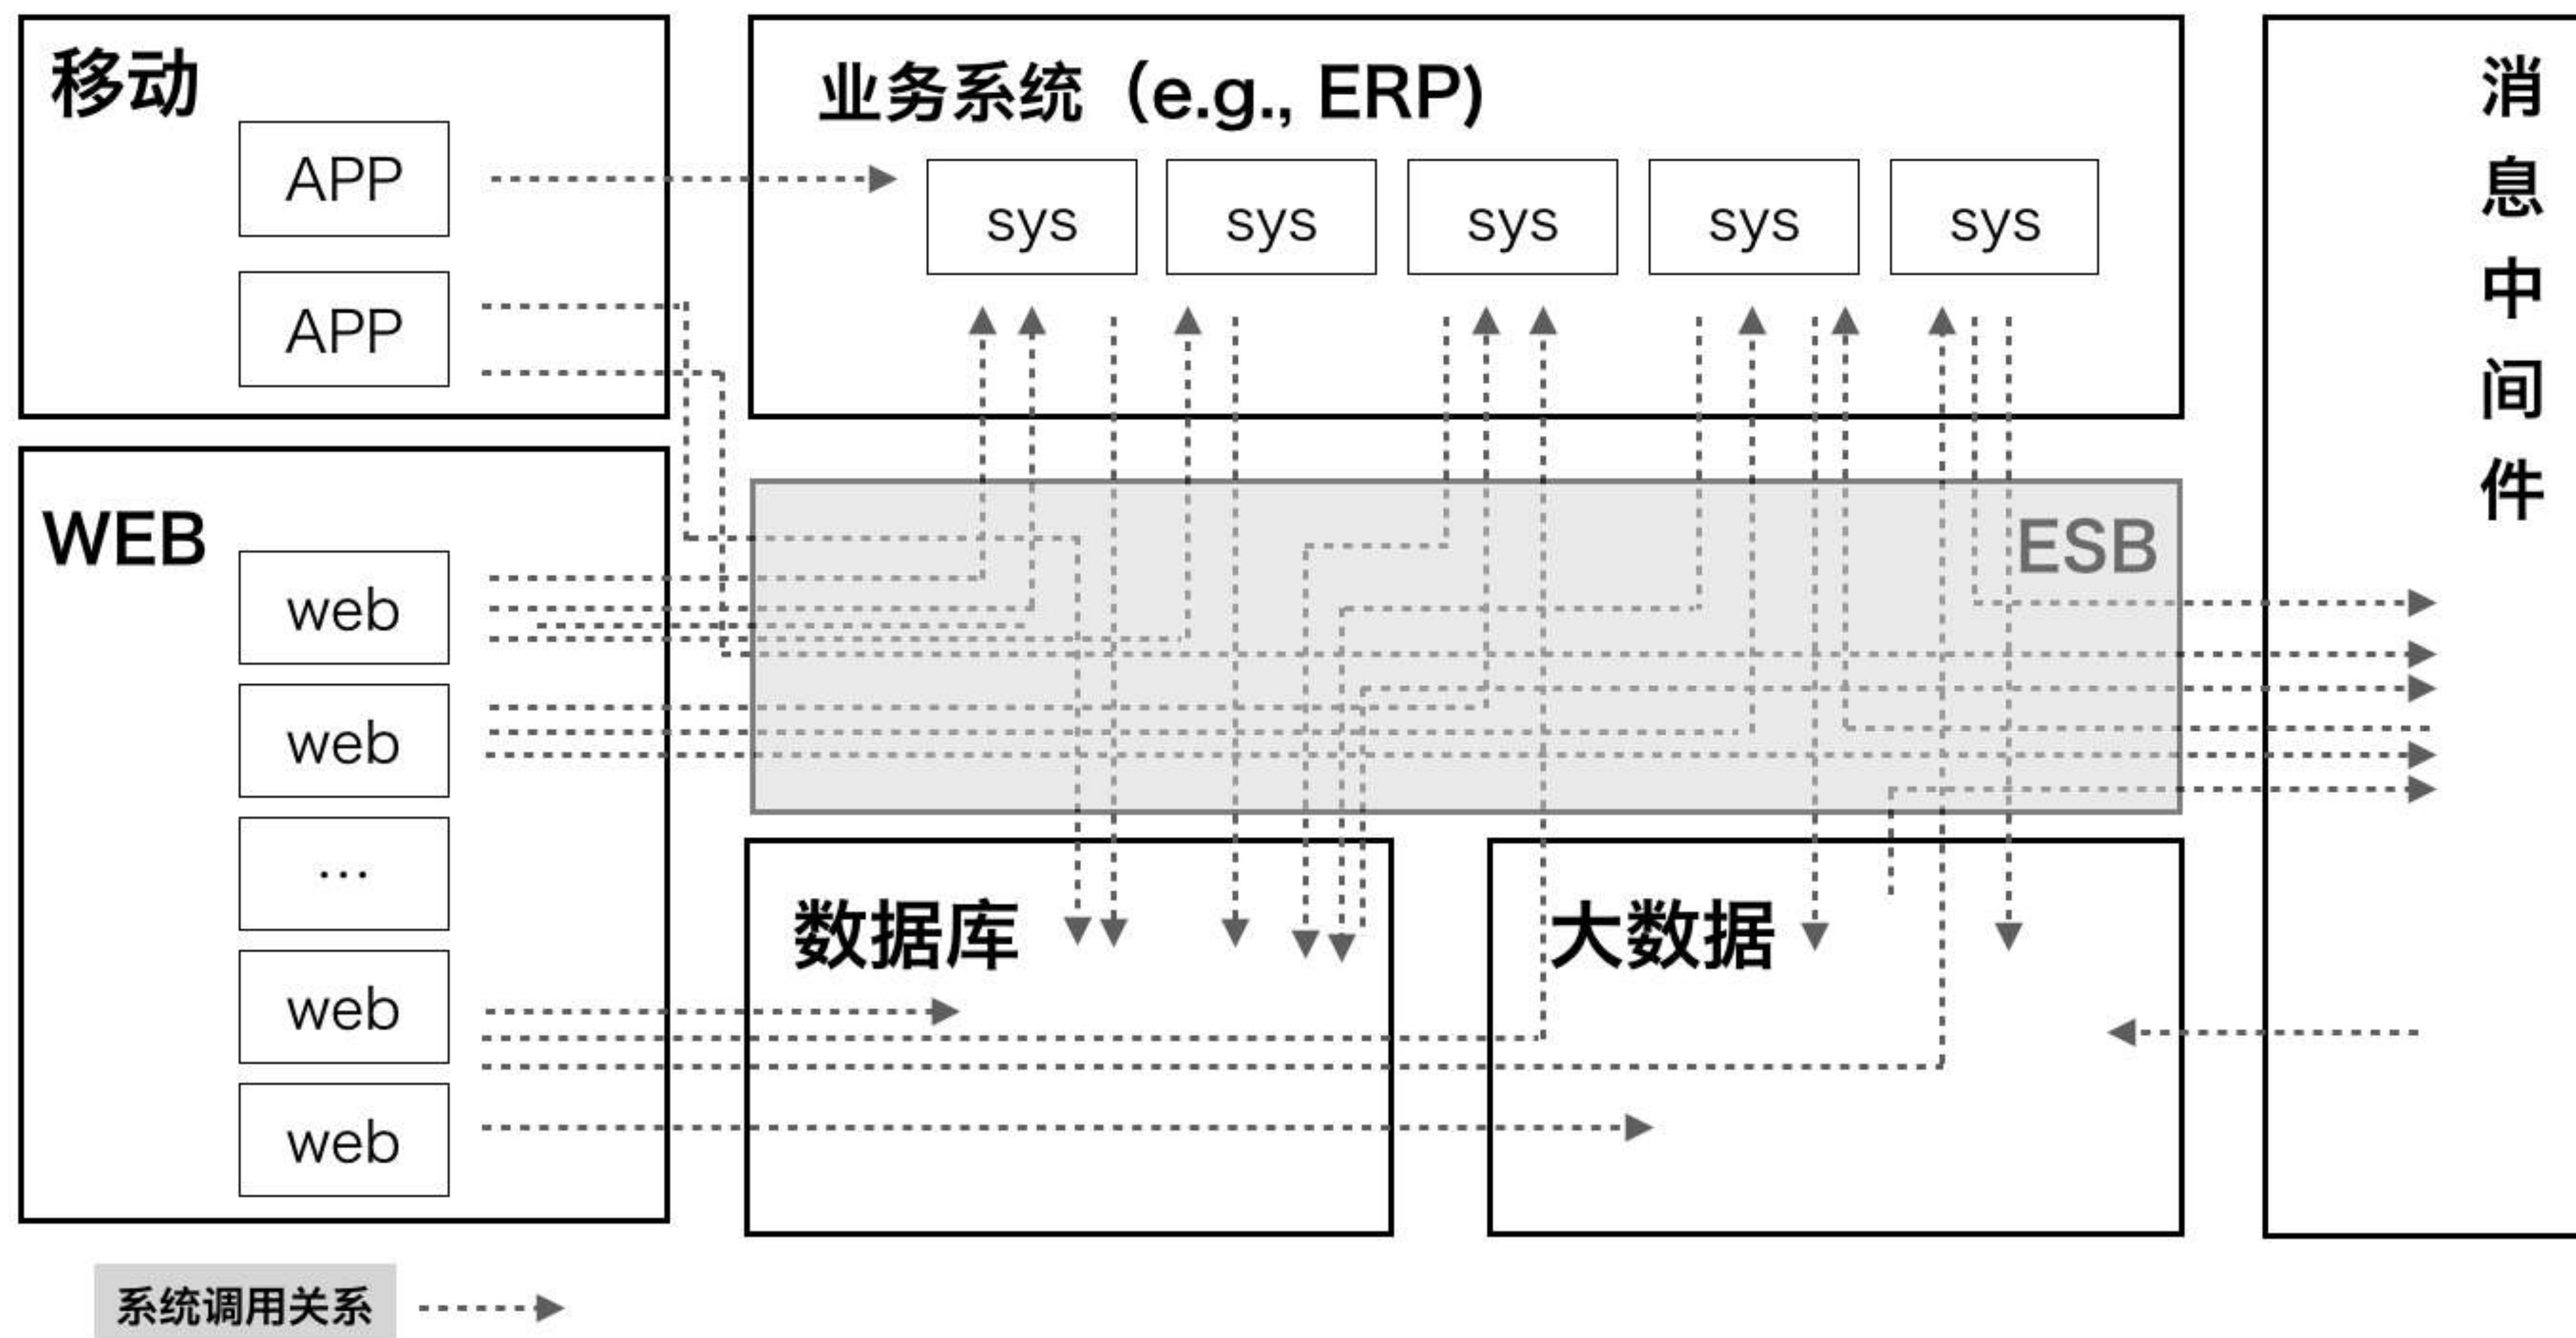 移动
APP
APP
业务系统（e.g., ERP)
sys
sys
sys
sys
sys
消
息
中
间
件
WEB
web
web
...
web
web
ESB
数据库
大数据
系统调用关系